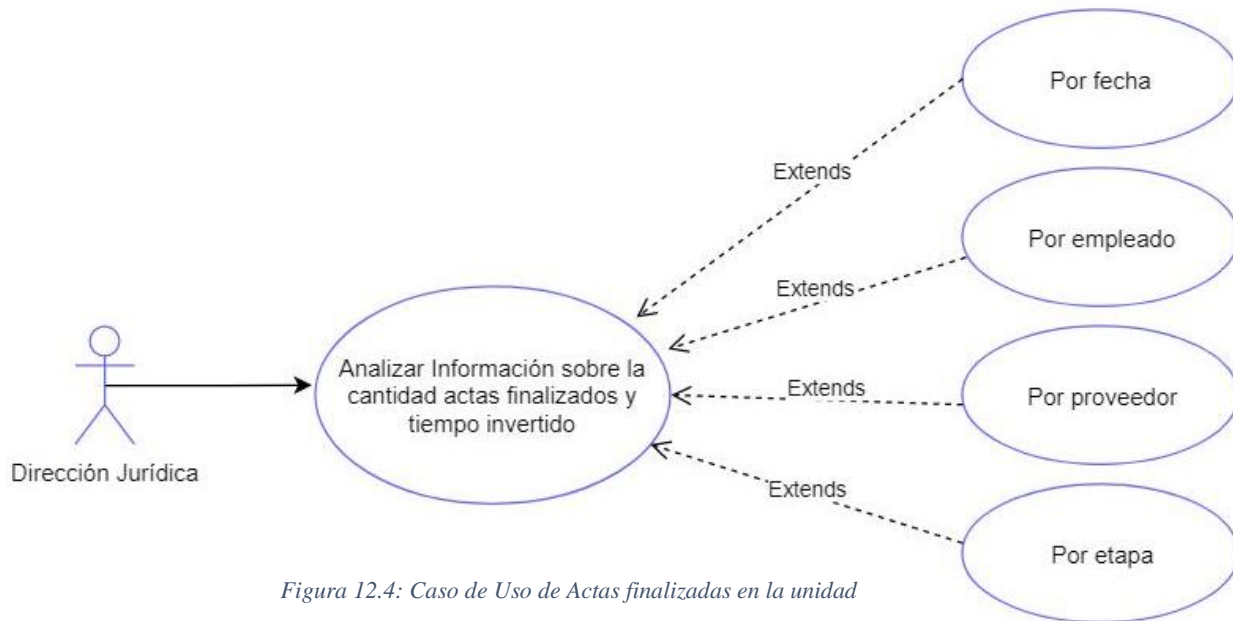 Por fecha
Extends
Por empleado
Extends
Analizar Información sobre la
cantidad actas finalizados y
tiempo invertido
Extends
Por proveedor
Dirección Jurídica
Extends
Por etapa
Figura 12.4: Caso de Uso de Actas finalizadas en la unidad